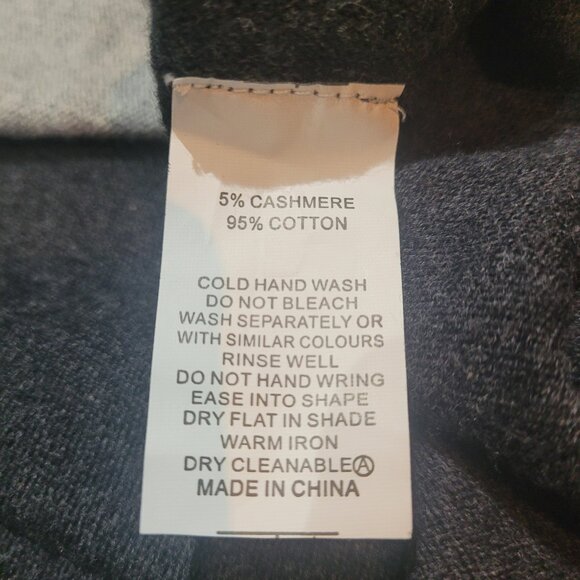 5% CASHMERE
95% COTTON
COLD HAND WASH
DO NOT BLEACH
WASH SEPARATELY OR
WITH SIMILAR COLOURS
RINSE WELL
DO NOT HAND WRING
EASE INTO SHAPE
DRY FLAT IN SHADE
WARM IRON
DRY CLEANABLE Ⓐ
MADE IN CHINA